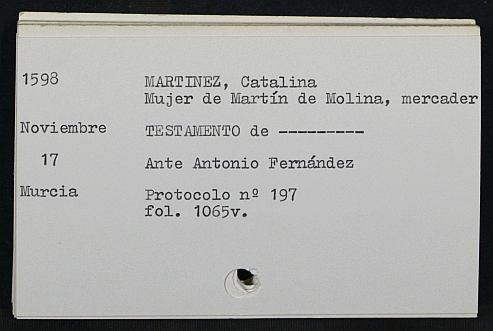 1598 MARTINEZ, Catalina
Mujer de Martín de Molina, mercader
Noviembre TESTAMENTO de ---------
17 Ante Antonio Fernández
Murcia Protocolo nº 197
fol. 1065v.